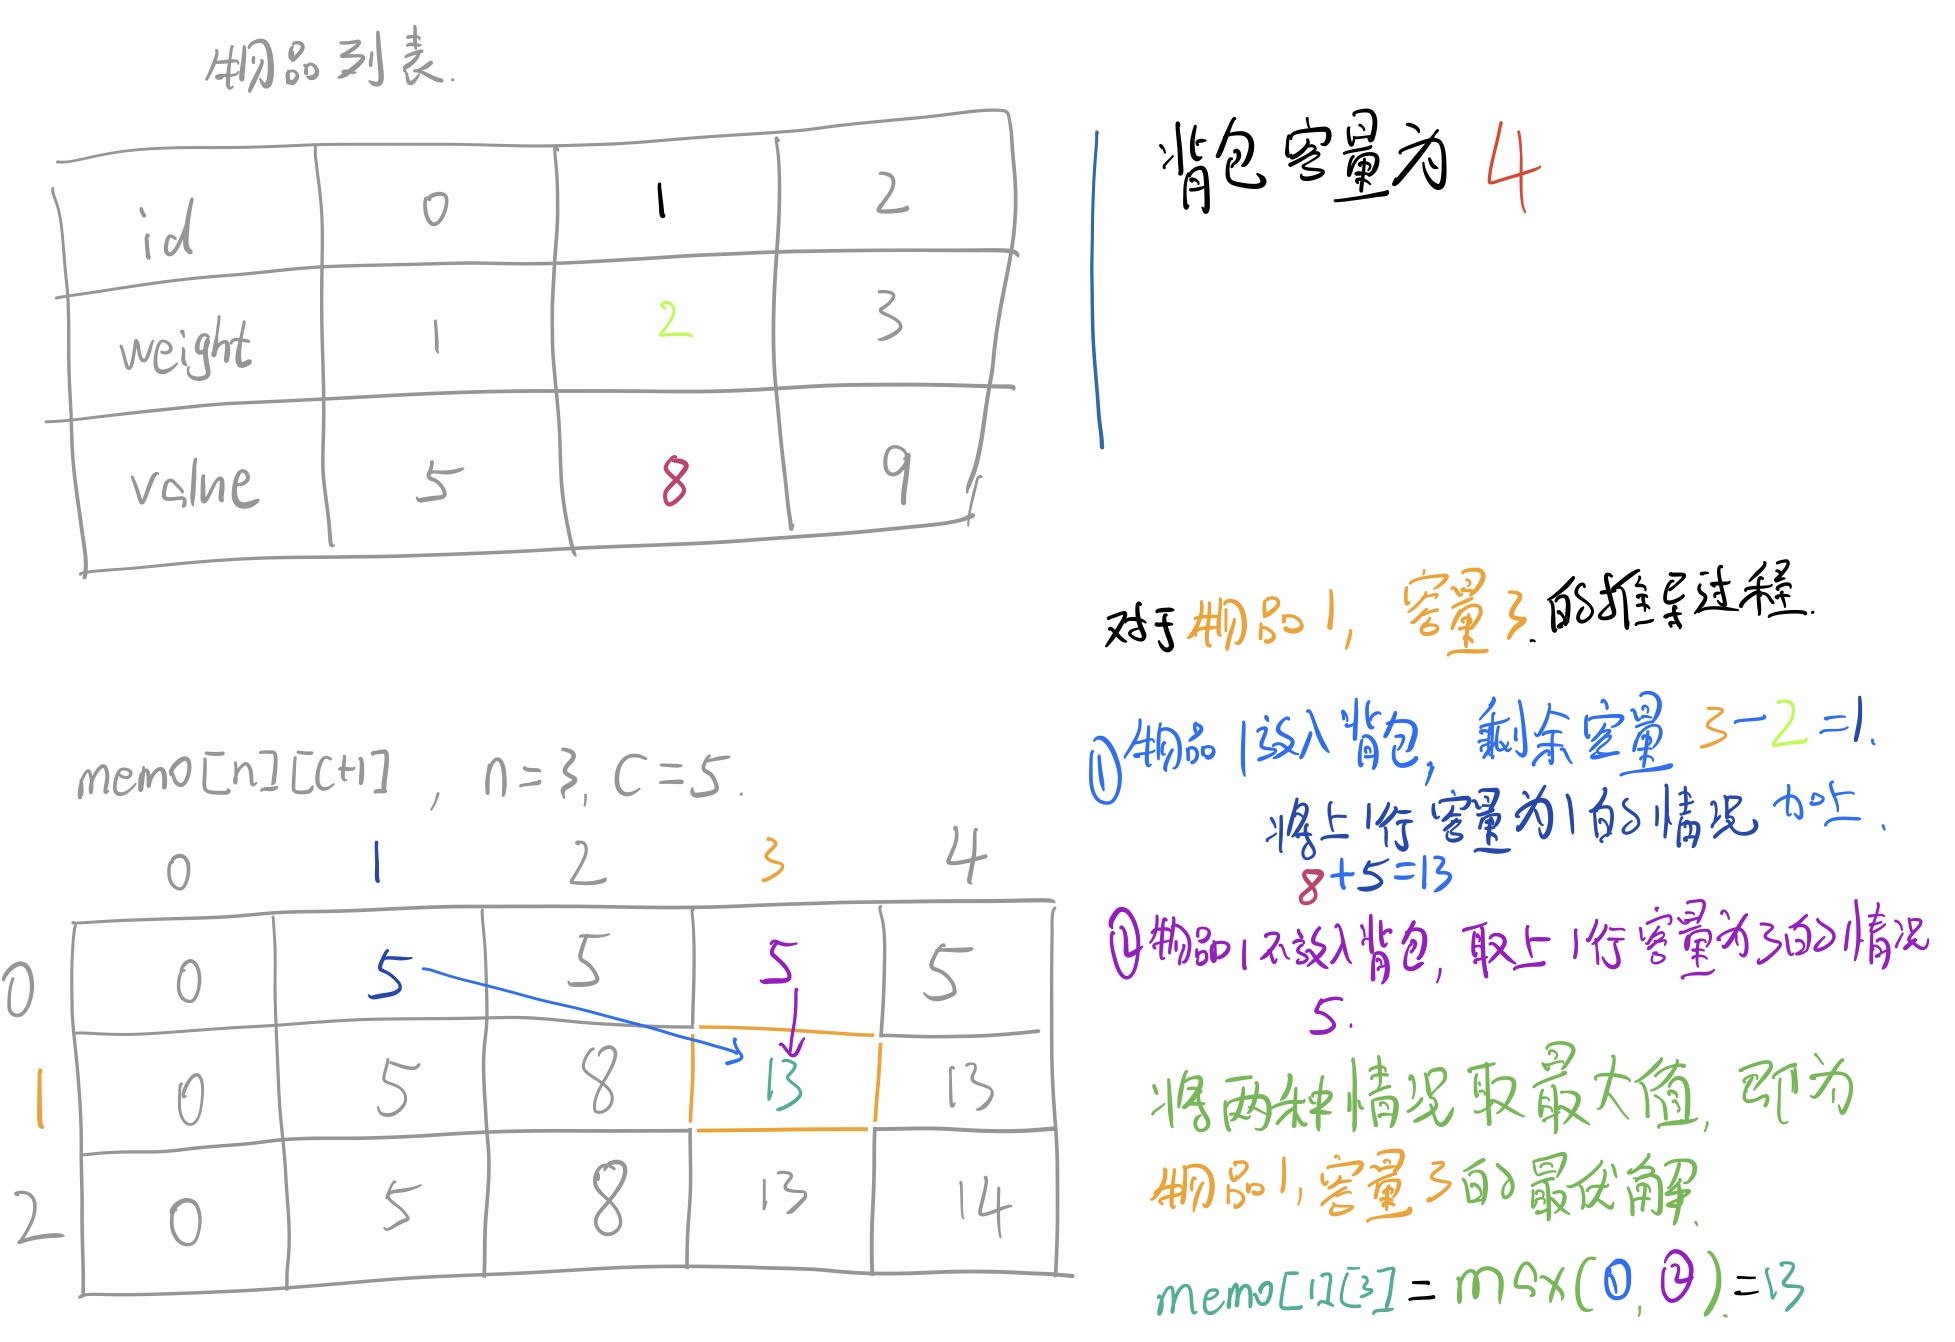 物品列表.
id 0 1 2
weight 1 2 3
value 5 8 9
背包容量为 4
memo[n][C+1], n=3, C=5.
0 1 2 3 4
0 0 5 5 5 5
1 0 5 8 13 13
2 0 5 8 13 14
对于物品1, 容量3.的推导过程.
①物品1放入背包, 剩余容量 3-2=1.
将上1行容量为1的情况加上.
8+5=13
②物品1不放入背包, 取上1行容量为3的情况
5.
将两种情况取最大值, 即为
物品1,容量3的最优解.
memo[1][3]=max(①,②).=13